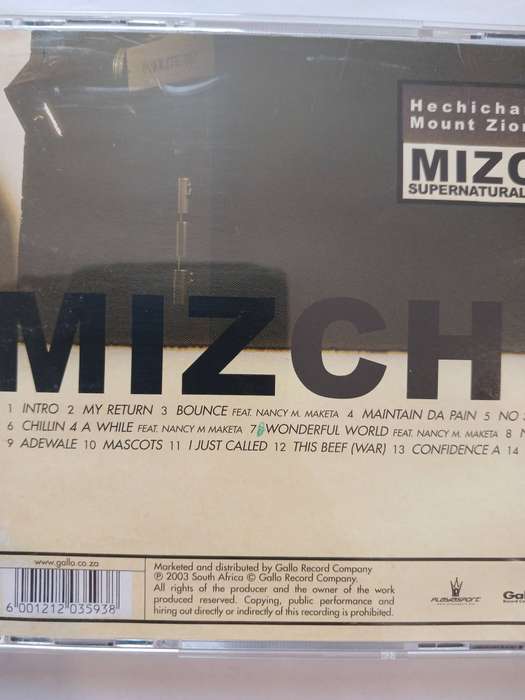 Hechicha
Mount Zion
MIZC
SUPERNATURAL
MIZCH
1 INTRO 2 MY RETURN 3 BOUNCE FEAT. NANCY M. MAKETA 4 MAINTAIN DA PAIN 5 NO
6 CHILLIN 4 A WHILE FEAT. NANCY M MAKETA 7 WONDERFUL WORLD FEAT. NANCY M. MAKETA 8
9 ADEWALE 10 MASCOTS 11 I JUST CALLED 12 THIS BEEF (WAR) 13 CONFIDENCE A 14
www.gallo.co.za
6 001212 035938
Marketed and distributed by Gallo Record Company
℗ 2003 South Africa © Gallo Record Company.
All rights of the producer and the owner of the work
produced reserved. Copying, public performance and
hiring out directly or indirectly of this recording is prohibited.
PLAYASPORT
Gallo